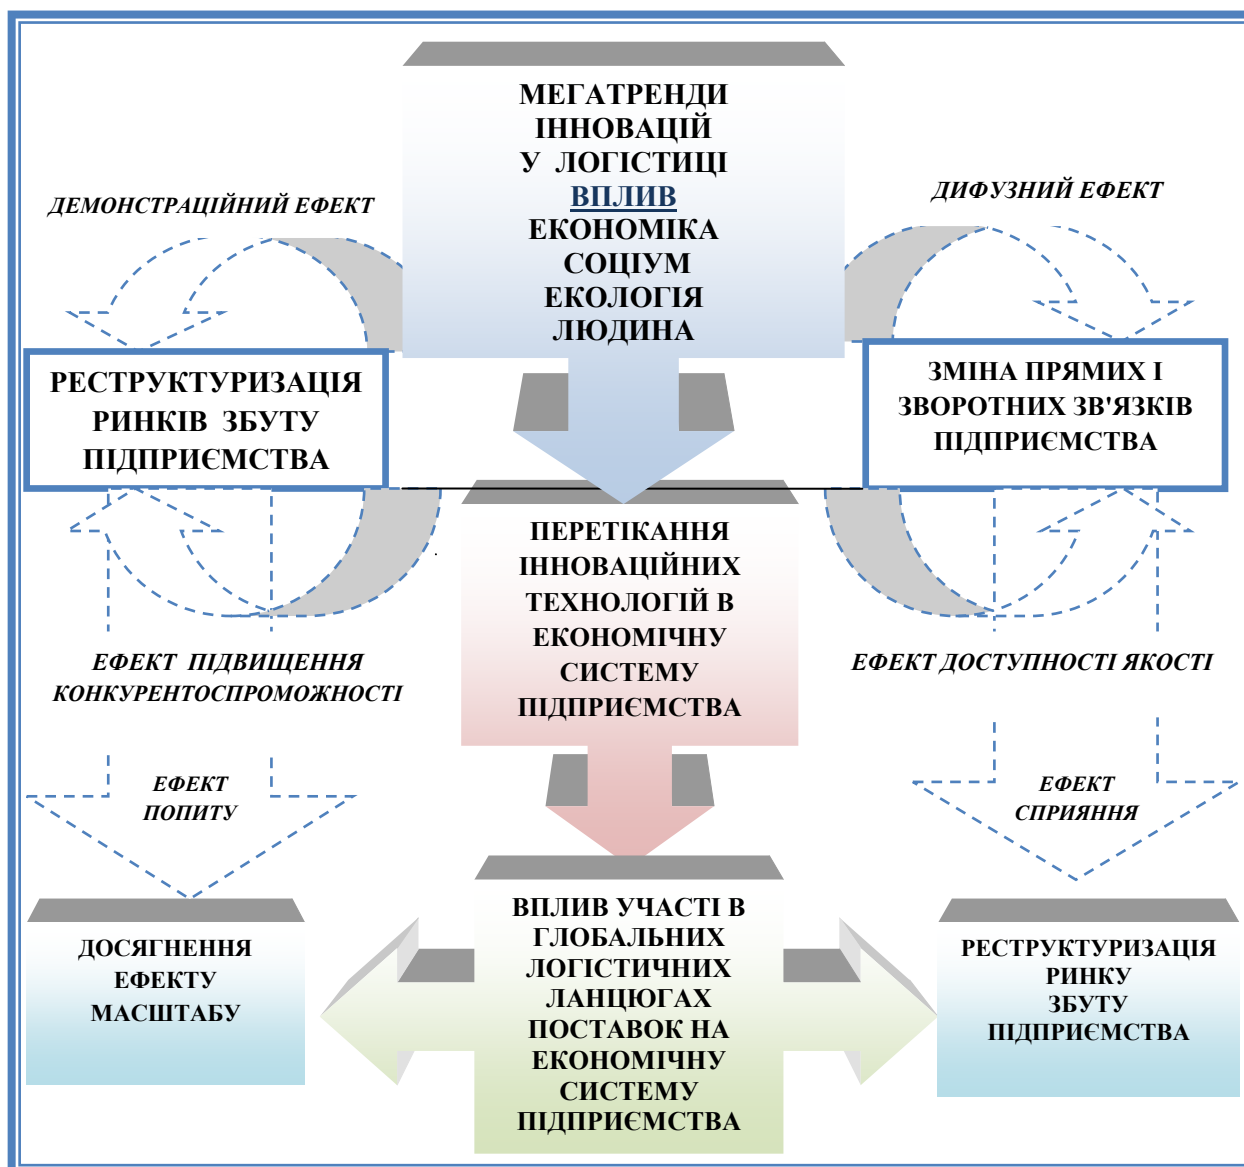 МЕГАТРЕНДИ
ІННОВАЦІЙ
У ЛОГІСТИЦІ
ВПЛИВ
ЕКОНОМІКА
СОЦІУМ
ЕКОЛОГІЯ
ЛЮДИНА
ДЕМОНСТРАЦІЙНИЙ ЕФЕКТ
ДИФУЗНИЙ ЕФЕКТ
РЕСТРУКТУРИЗАЦІЯ
РИНКІВ ЗБУТУ
ПІДПРИЄМСТВА
ЗМІНА ПРЯМИХ І
ЗВОРОТНИХ ЗВ'ЯЗКІВ
ПІДПРИЄМСТВА
ПЕРЕТІКАННЯ
ІННОВАЦІЙНИХ
ТЕХНОЛОГІЙ В
ЕКОНОМІЧНУ
СИСТЕМУ
ПІДПРИЄМСТВА
ЕФЕКТ ПІДВИЩЕННЯ
КОНКУРЕНТОСПРОМОЖНОСТІ
ЕФЕКТ ДОСТУПНОСТІ ЯКОСТІ
ЕФЕКТ
ПОПИТУ
ЕФЕКТ
СПРИЯННЯ
ДОСЯГНЕННЯ
ЕФЕКТУ
МАСШТАБУ
ВПЛИВ УЧАСТІ В
ГЛОБАЛЬНИХ
ЛОГІСТИЧНИХ
ЛАНЦЮГАХ
ПОСТАВОК НА
ЕКОНОМІЧНУ
СИСТЕМУ
ПІДПРИЄМСТВА
РЕСТРУКТУРИЗАЦІЯ
РИНКУ
ЗБУТУ
ПІДПРИЄМСТВА